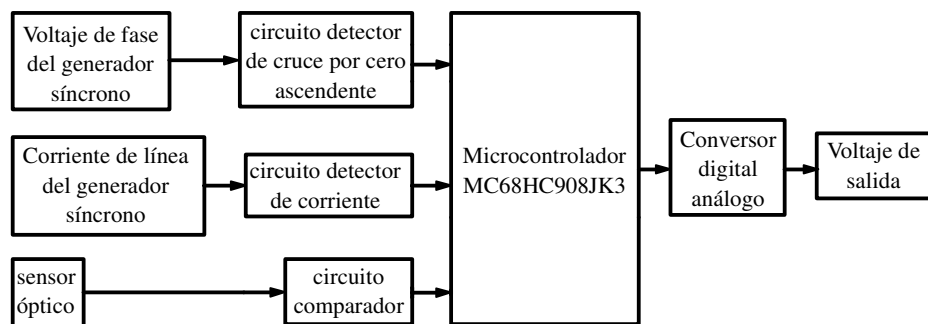 Voltaje de fase
del generador
síncrono
circuito detector
de cruce por cero
ascendente
Corriente de línea
del generador
síncrono
circuito detector
de corriente
sensor
óptico
circuito
comparador
Microcontrolador
MC68HC908JK3
Conversor
digital
análogo
Voltaje de
salida